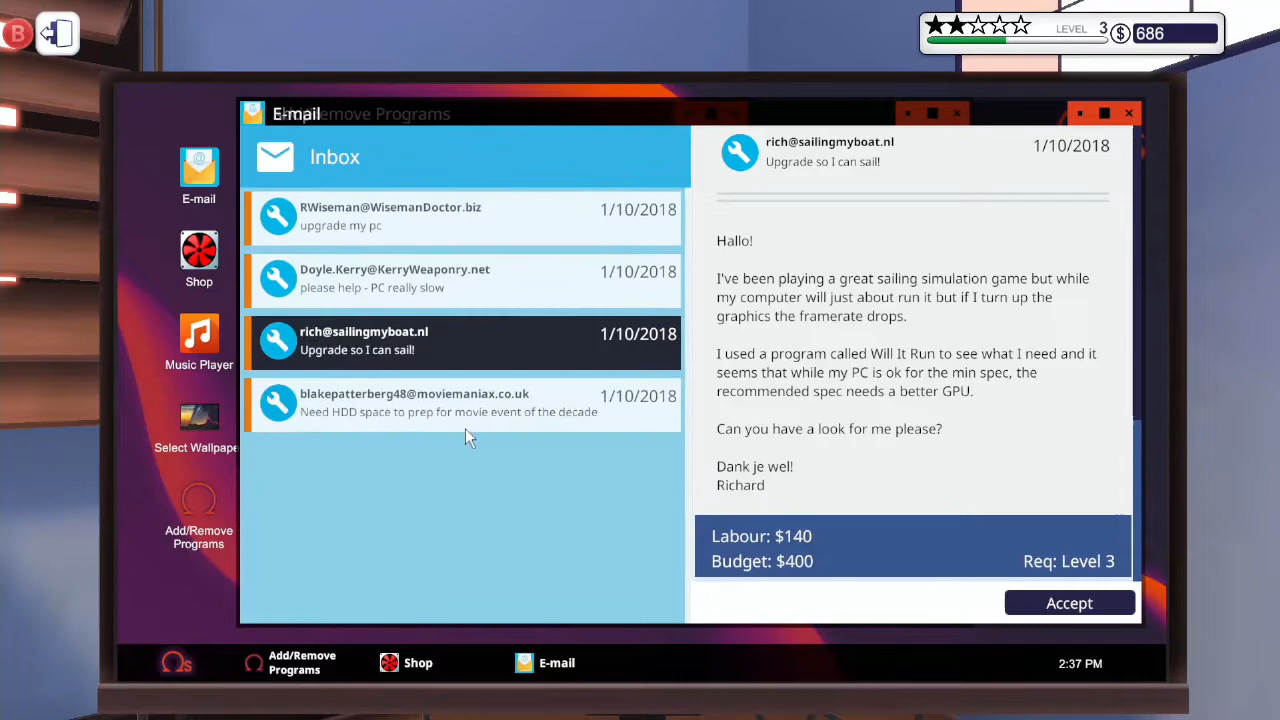 B
LEVEL 3
$ 686
E-mail
Remove Programs
Inbox
RWiseman@WisemanDoctor.biz
1/10/2018
upgrade my pc
Doyle.Kerry@KerryWeaponry.net
1/10/2018
please help - PC really slow
rich@sailingmyboat.nl
1/10/2018
Upgrade so I can sail!
blakepatterberg48@moviemaniax.co.uk
1/10/2018
Need HDD space to prep for movie event of the decade
rich@sailingmyboat.nl
1/10/2018
Upgrade so I can sail!
Hallo!
I've been playing a great sailing simulation game but while
my computer will just about run it but if I turn up the
graphics the framerate drops.
I used a program called Will It Run to see what I need and it
seems that while my PC is ok for the min spec, the
recommended spec needs a better GPU.
Can you have a look for me please?
Dank je wel!
Richard
Labour: $140
Budget: $400
Req: Level 3
Accept
E-mail
Shop
Music Player
Select Wallpape
Add/Remove
Programs
Ωs
Add/Remove
Programs
Shop
E-mail
2:37 PM